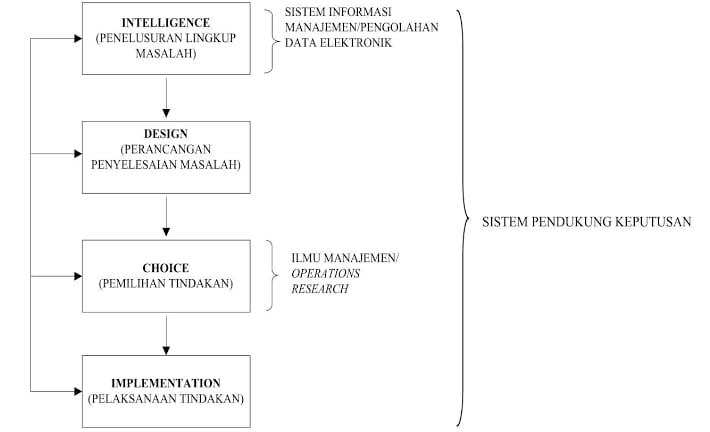 INTELLIGENCE
(PENELUSURAN LINGKUP
MASALAH)
SISTEM INFORMASI
MANAJEMEN/PENGOLAHAN
DATA ELEKTRONIK
DESIGN
(PERANCANGAN
PENYELESAIAN MASALAH)
SISTEM PENDUKUNG KEPUTUSAN
CHOICE
(PEMILIHAN TINDAKAN)
ILMU MANAJEMEN/
OPERATIONS
RESEARCH
IMPLEMENTATION
(PELAKSANAAN TINDAKAN)